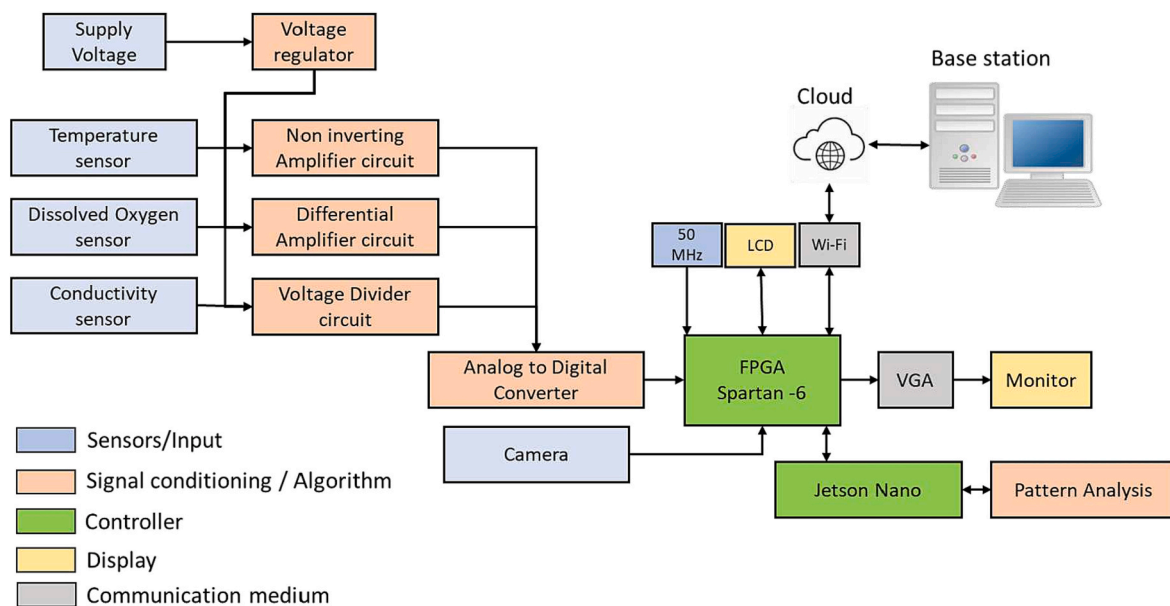 Supply
Voltage
Voltage
regulator
Base station
Cloud
Temperature
sensor
Non inverting
Amplifier circuit
Dissolved Oxygen
sensor
Differential
Amplifier circuit
50
MHz
LCD
Wi-Fi
Conductivity
sensor
Voltage Divider
circuit
Analog to Digital
Converter
FPGA
Spartan -6
VGA
Monitor
Camera
Jetson Nano
Pattern Analysis
Sensors/Input
Signal conditioning / Algorithm
Controller
Display
Communication medium